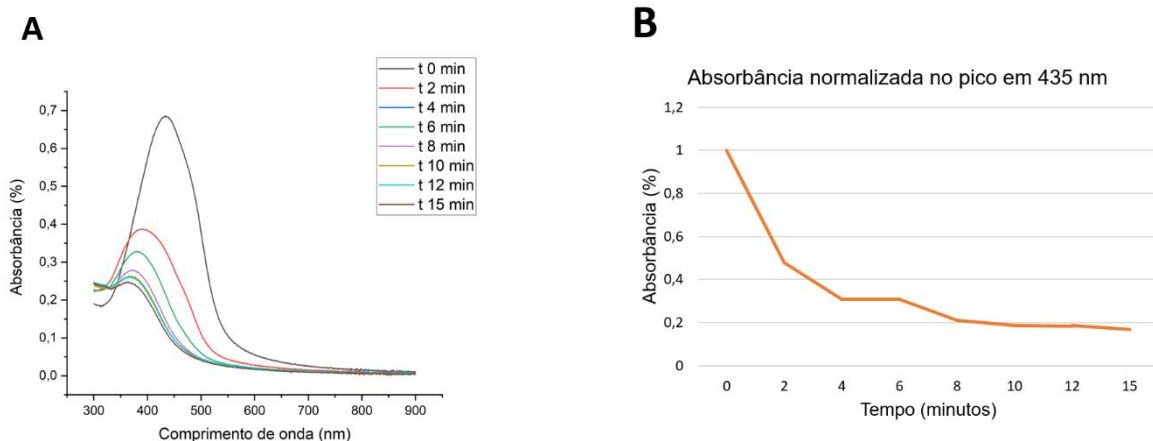 A
t 0 min
t 2 min
t 4 min
t 6 min
t 8 min
t 10 min
t 12 min
t 15 min
Absorbância (%)
0,7
0,6
0,5
0,4
0,3
0,2
0,1
0,0
300 400 500 600 700 800 900
Comprimento de onda (nm)
B
Absorbância normalizada no pico em 435 nm
Absorbância (%)
1,2
1
0,8
0,6
0,4
0,2
0
0 2 4 6 8 10 12 15
Tempo (minutos)